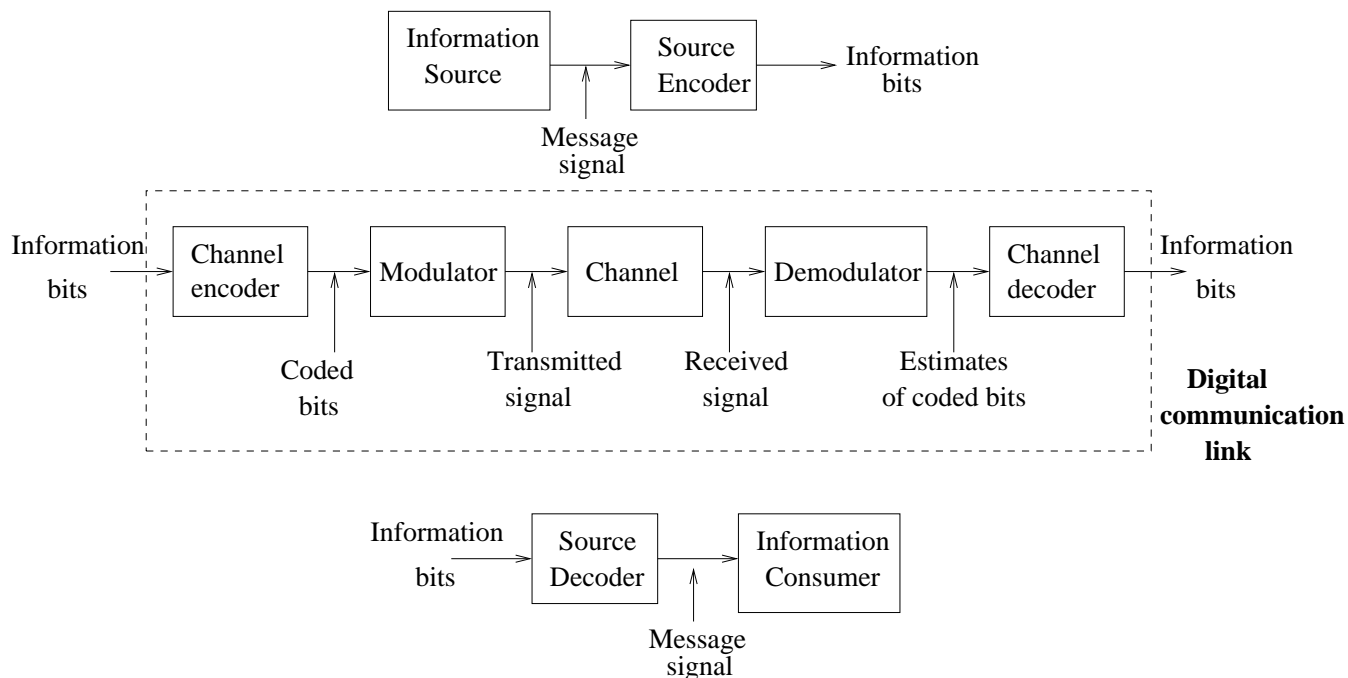 Information
Source
Source
Encoder
Information
bits
Message
signal
Information
bits
Channel
encoder
Modulator
Channel
Demodulator
Channel
decoder
Information
bits
Coded
bits
Transmitted
signal
Received
signal
Estimates
of coded bits
Digital
communication
link
Information
bits
Source
Decoder
Information
Consumer
Message
signal